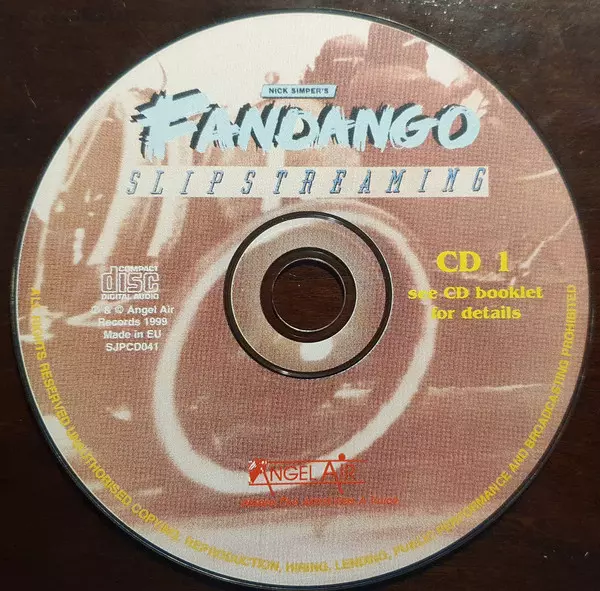 NICK SIMPER'S
FANDANGO
SLIPSTREAMING
COMPACT
disc
DIGITAL AUDIO
CD 1
see CD booklet
for details
℗ & © Angel Air
Records 1999
Made in EU
SJPCD041
ANGEL AIR
ALL RIGHTS RESERVED UNAUTHORISED COPYING, REPRODUCTION, HIRING, LENDING, PUBLIC PERFORMANCE AND BROADCASTING PROHIBITED